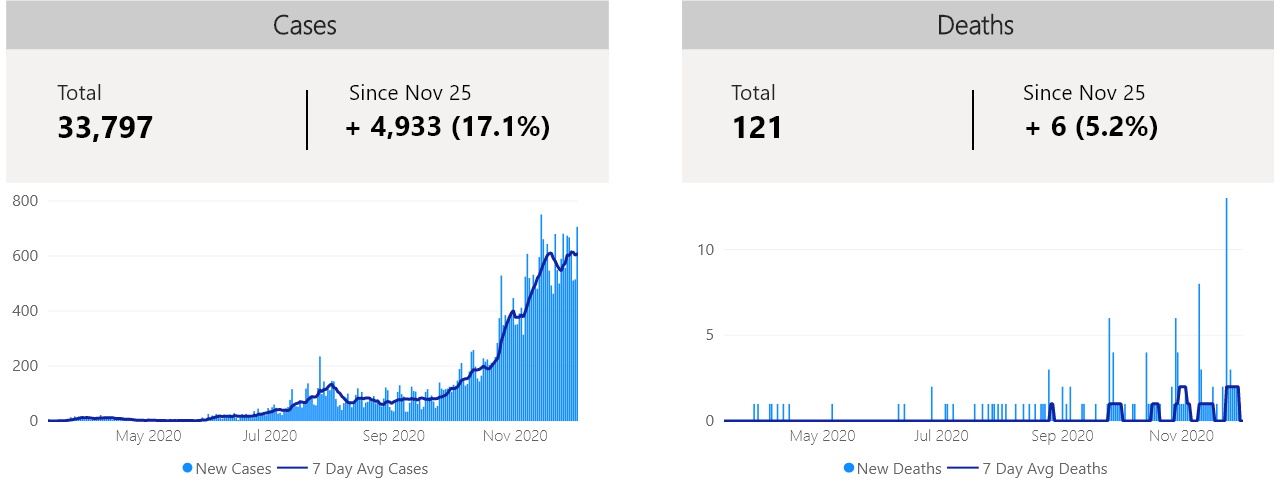 Cases
Total
33,797
Since Nov 25
+ 4,933 (17.1%)
800
600
400
200
0
May 2020 Jul 2020 Sep 2020 Nov 2020
New Cases 7 Day Avg Cases
Deaths
Total
121
Since Nov 25
+ 6 (5.2%)
10
5
0
May 2020 Jul 2020 Sep 2020 Nov 2020
New Deaths 7 Day Avg Deaths